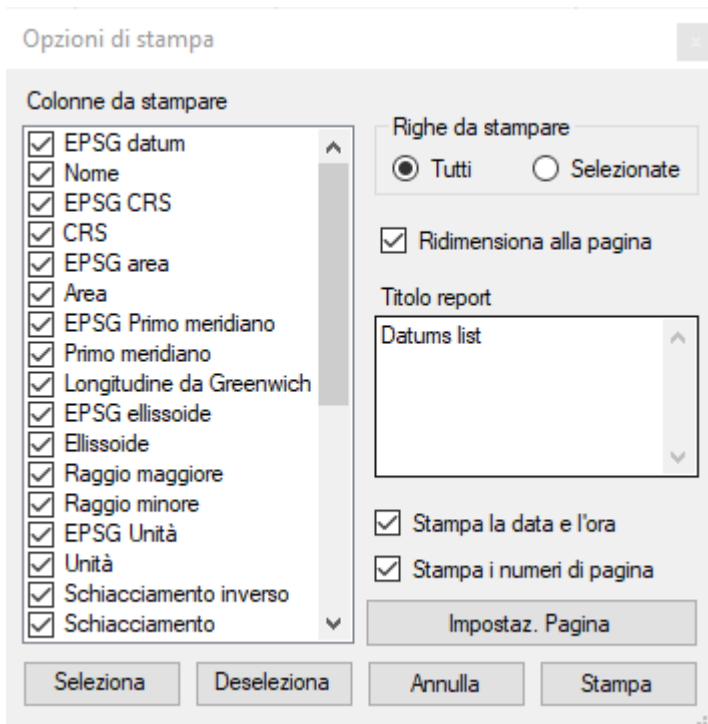 Opzioni di stampa
Colonne da stampare
EPSG datum
Nome
EPSG CRS
CRS
EPSG area
Area
EPSG Primo meridiano
Primo meridiano
Longitudine da Greenwich
EPSG ellissoide
Ellissoide
Raggio maggiore
Raggio minore
EPSG Unità
Unità
Schiacciamento inverso
Schiacciamento
Righe da stampare
Tutti Selezionate
Ridimensiona alla pagina
Titolo report
Datums list
Stampa la data e l'ora
Stampa i numeri di pagina
Impostaz. Pagina
Seleziona Deseleziona Annulla Stampa